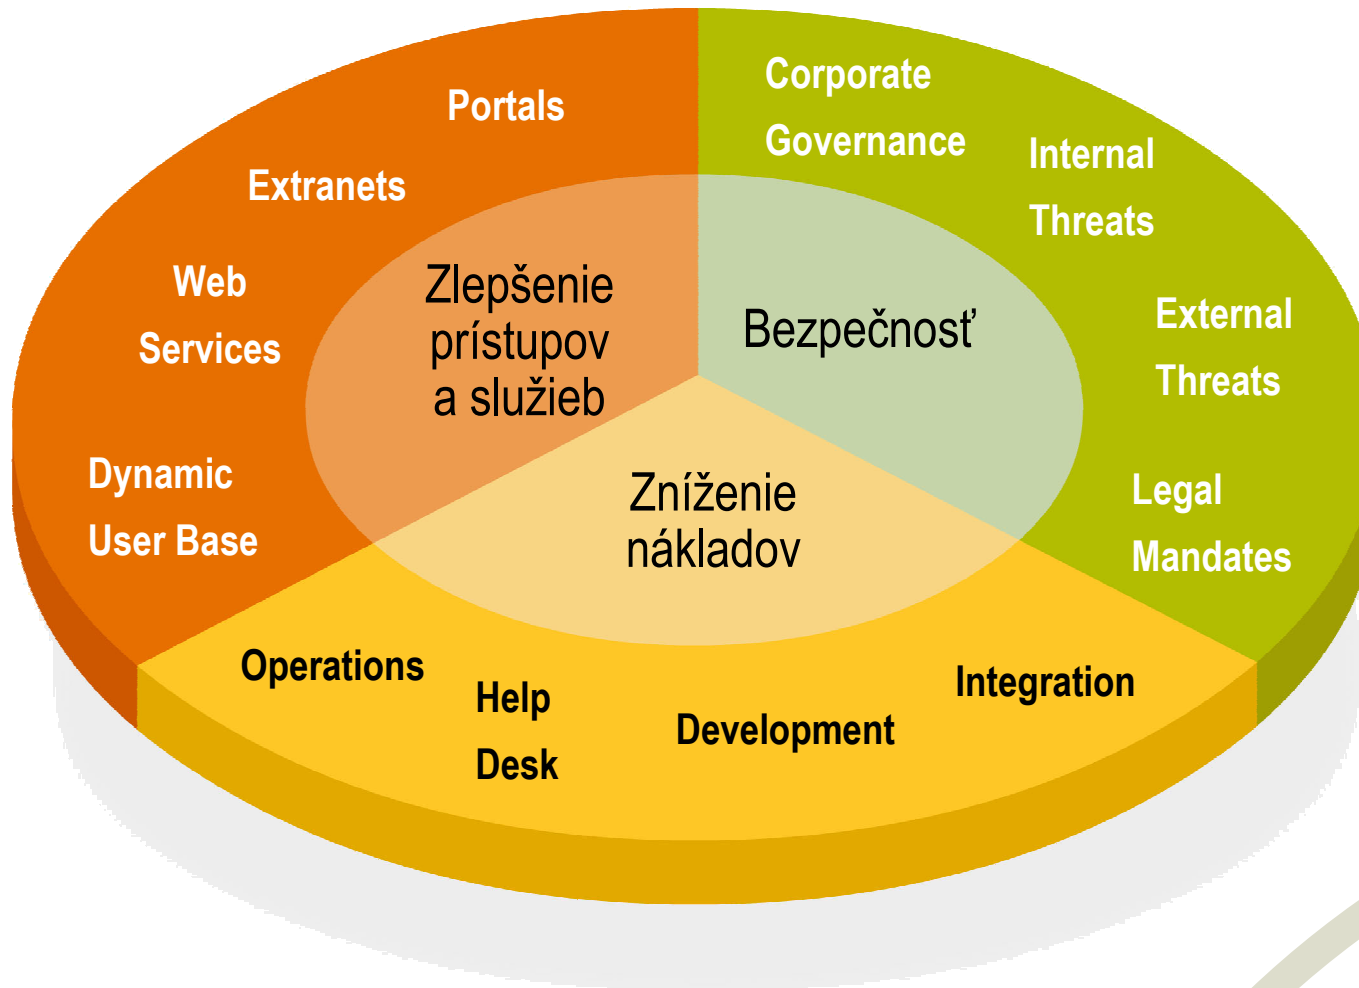 Portals
Extranets
Web
Services
Dynamic
User Base
Zlepšenie
prístupov
a služieb
Corporate
Governance
Internal
Threats
External
Threats
Legal
Mandates
Bezpečnosť
Zníženie
nákladov
Operations
Help
Desk
Development
Integration